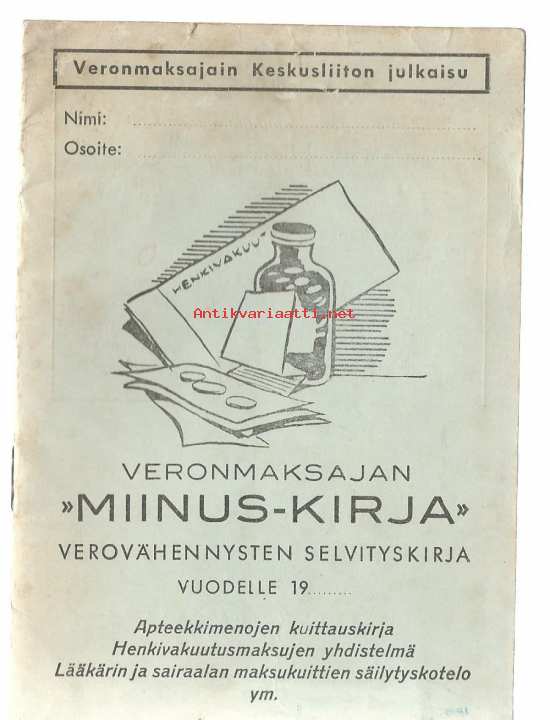 Veronmaksajain Keskusliiton julkaisu
Nimi:
Osoite:
HENKIVAKUU
Antikvariaatti.net
VERONMAKSAJAN
»MIINUS-KIRJA»
VEROVÄHENNYSTEN SELVITYSKIRJA
VUODELLE 19.........
Apteekkimenojen kuittauskirja
Henkivakuutusmaksujen yhdistelmä
Lääkärin ja sairaalan maksukuittien säilytyskotelo
ym.